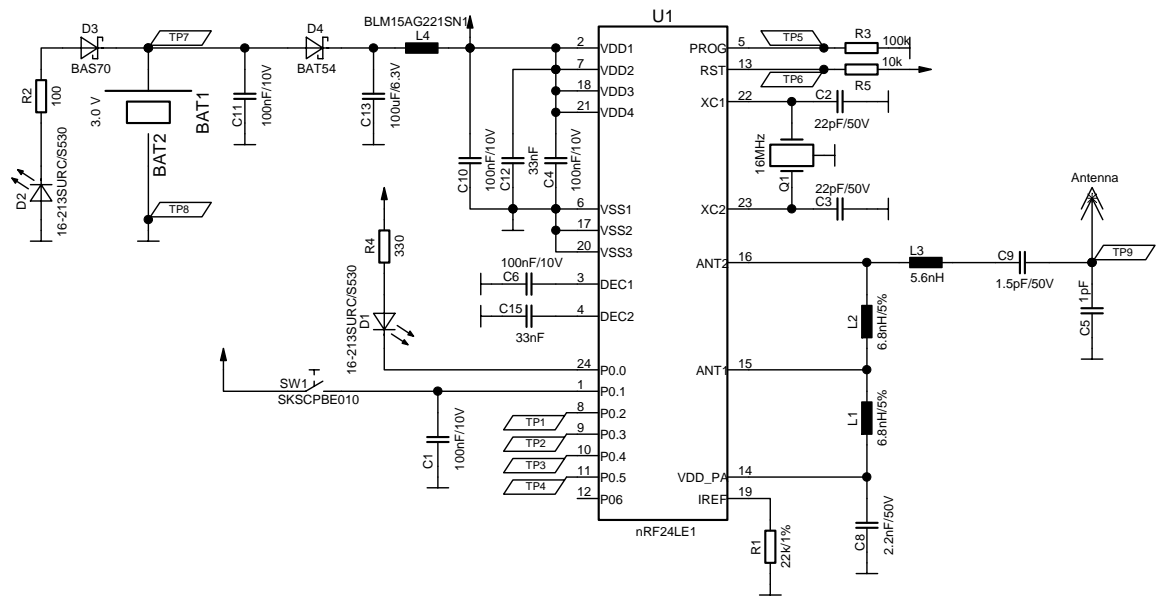 D3
BAS70
TP7
D4
BAT54
BLM15AG221SN1
L4
R2
100
3.0 V
BAT1
BAT2
C11
100nF/10V
C13
100uF/6.3V
D2
16-213SURC/S530
TP8
C10
100nF/10V
C12
33nF
C4
100nF/10V
R4
330
D1
16-213SURC/S530
100nF/10V
C6
C15
33nF
SW1
SKSCPBE010
C1
100nF/10V
TP1
TP2
TP3
TP4
U1
2 VDD1
7 VDD2
18 VDD3
21 VDD4
6 VSS1
17 VSS2
20 VSS3
3 DEC1
4 DEC2
24 P0.0
1 P0.1
8 P0.2
9 P0.3
10 P0.4
11 P0.5
12 P06
PROG 5
RST 13
XC1 22
XC2 23
ANT2 16
ANT1 15
VDD_PA 14
IREF 19
nRF24LE1
TP5
R3
100k
TP6
10k
R5
C2
22pF/50V
16MHz
Q1
22pF/50V
C3
L3
5.6nH
C9
1.5pF/50V
Antenna
TP9
C5
1pF
L2
6.8nH/5%
L1
6.8nH/5%
C8
2.2nF/50V
R1
22k/1%